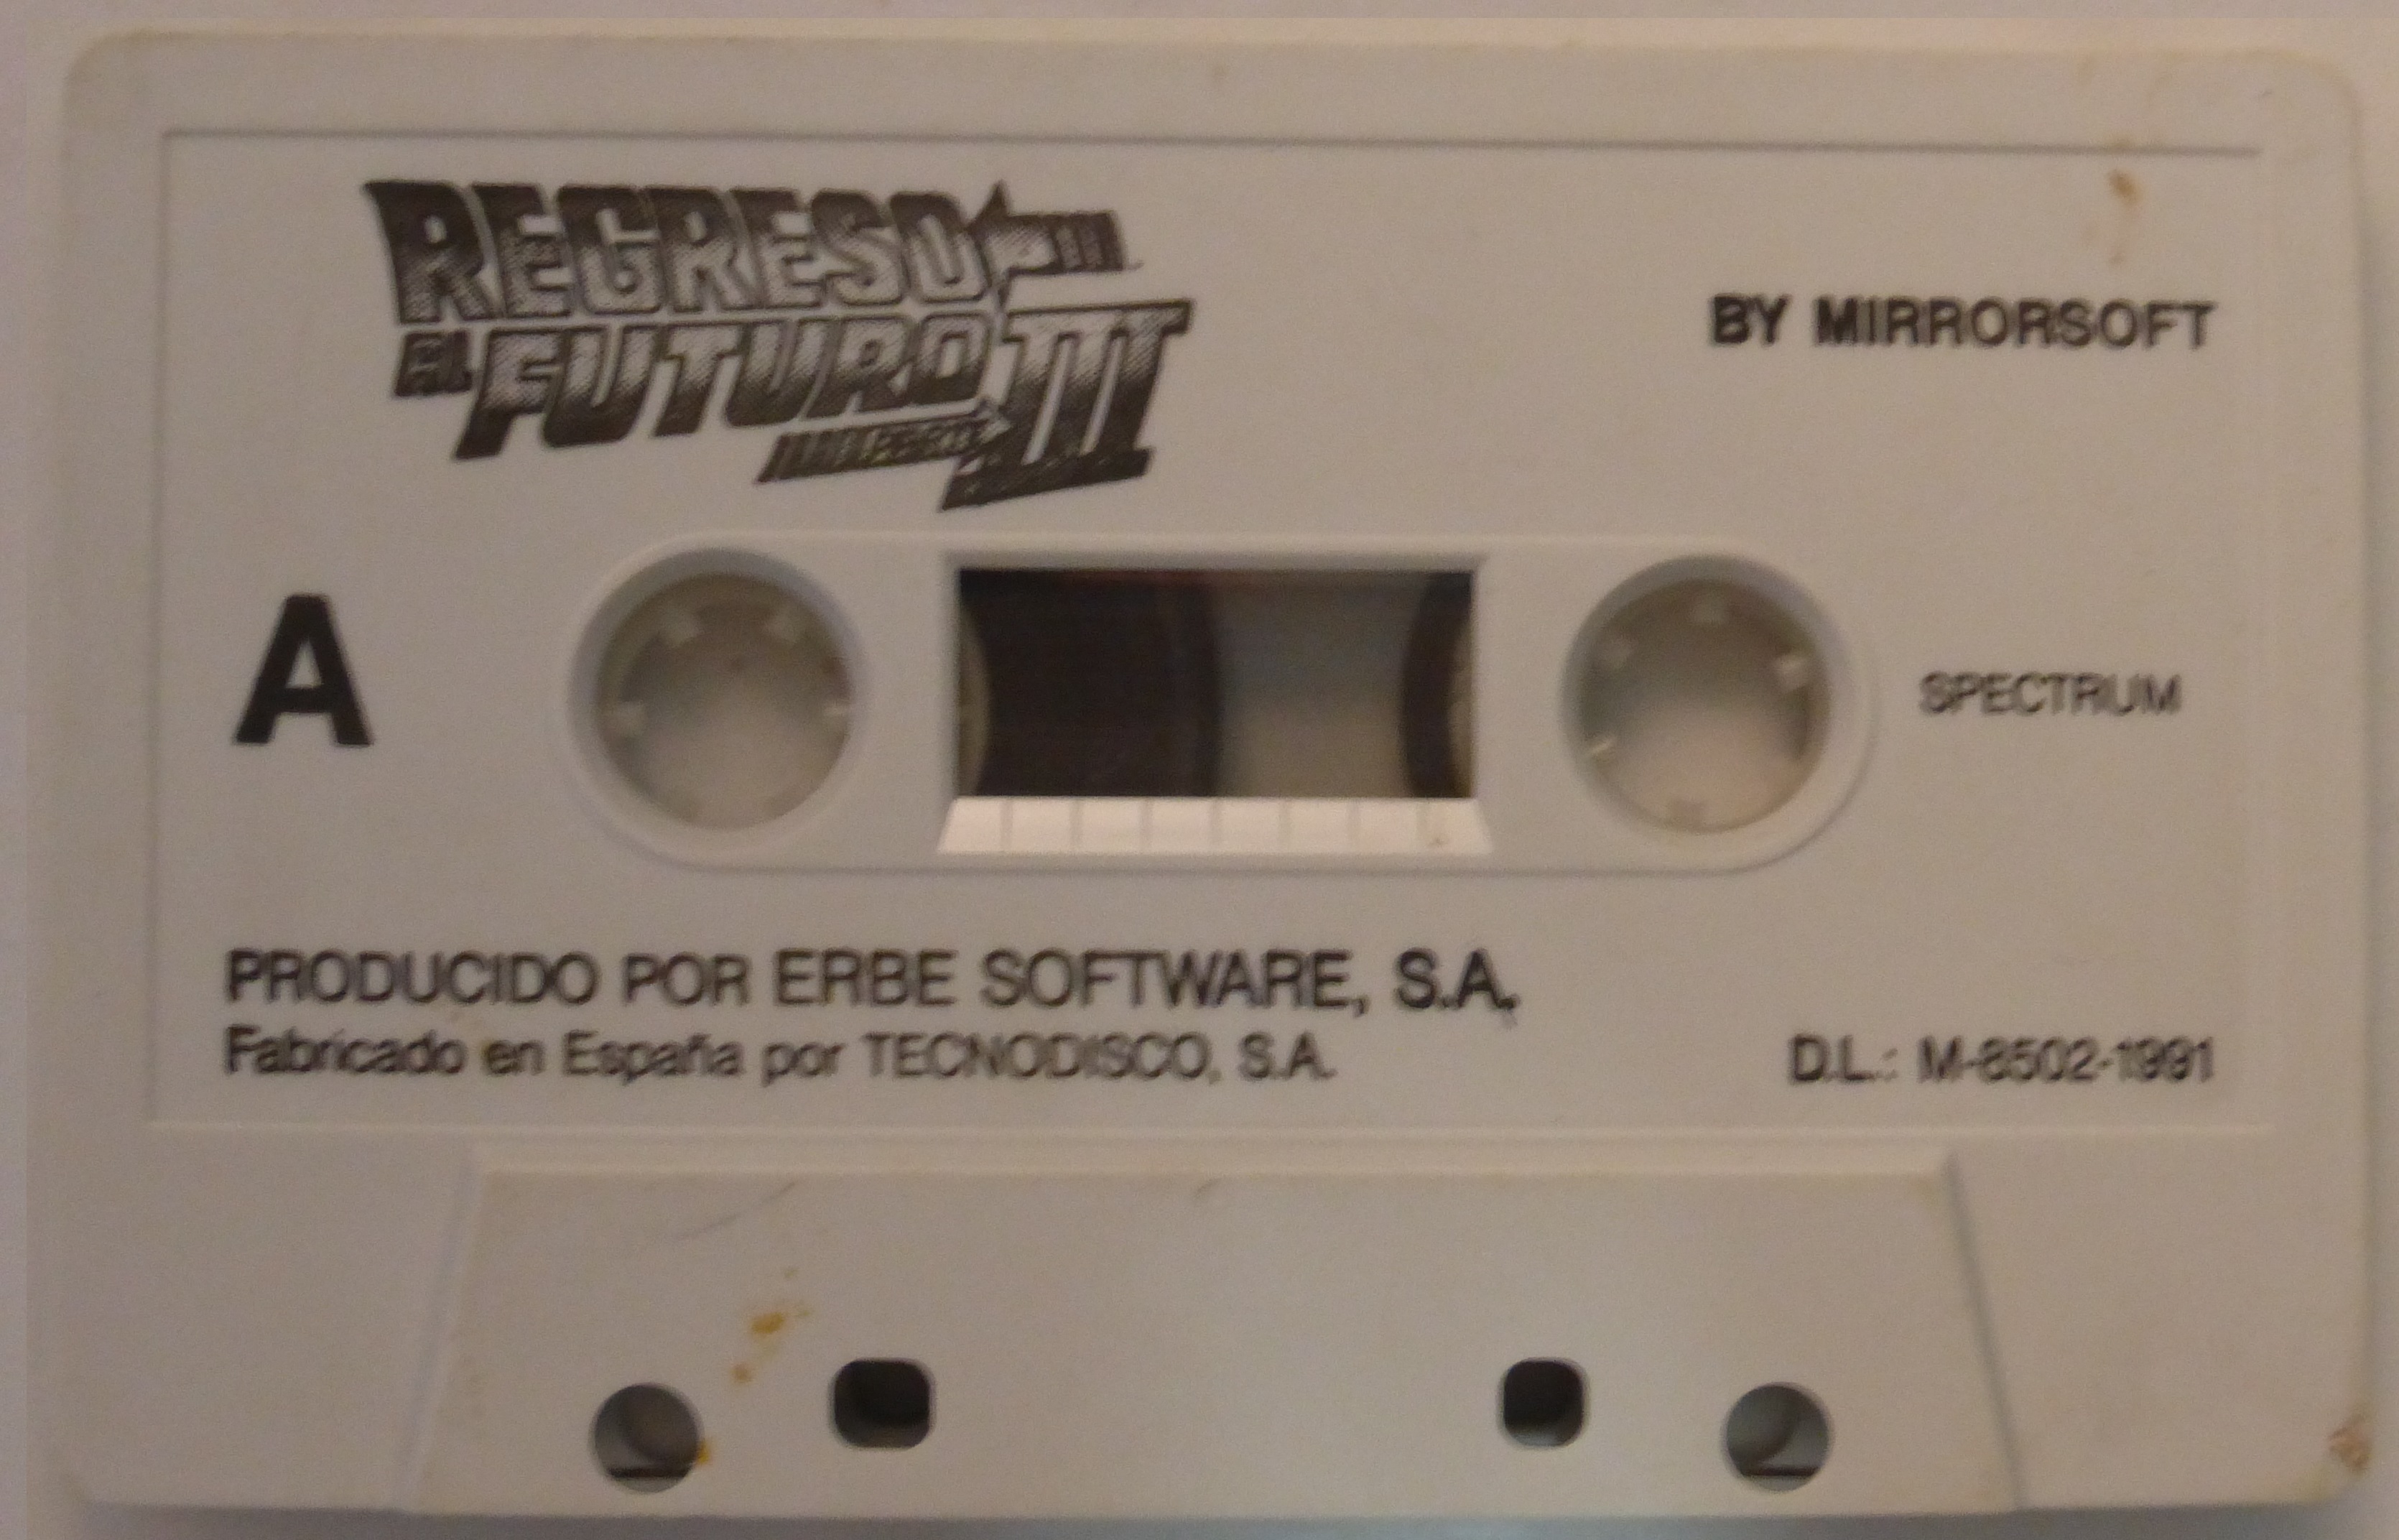 REGRESO
AL FUTURO III
BY MIRRORSOFT
A
SPECTRUM
PRODUCIDO POR ERBE SOFTWARE, S.A.
Fabricado en España por TECNODISCO, S.A.
D.L.: M-8502-1991